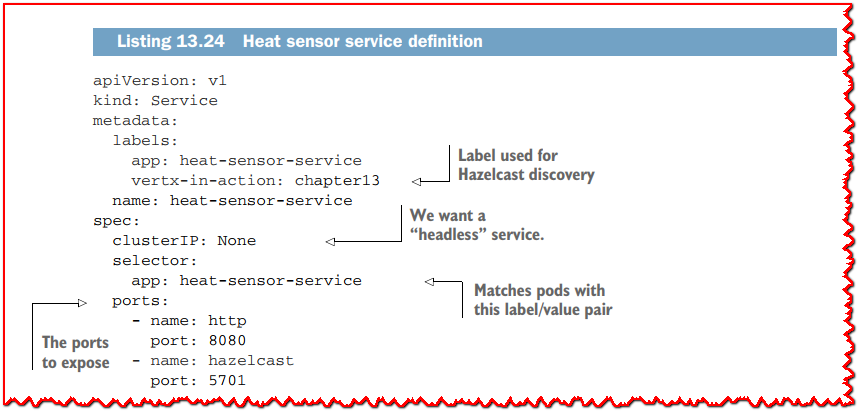 Listing 13.24 Heat sensor service definition
apiVersion: v1
kind: Service
metadata:
  labels:
    app: heat-sensor-service
    vertx-in-action: chapter13
Label used for
Hazelcast discovery
  name: heat-sensor-service
spec:
  clusterIP: None
We want a
“headless” service.
  selector:
    app: heat-sensor-service
Matches pods with
this label/value pair
  ports:
The ports
to expose
    - name: http
      port: 8080
    - name: hazelcast
      port: 5701